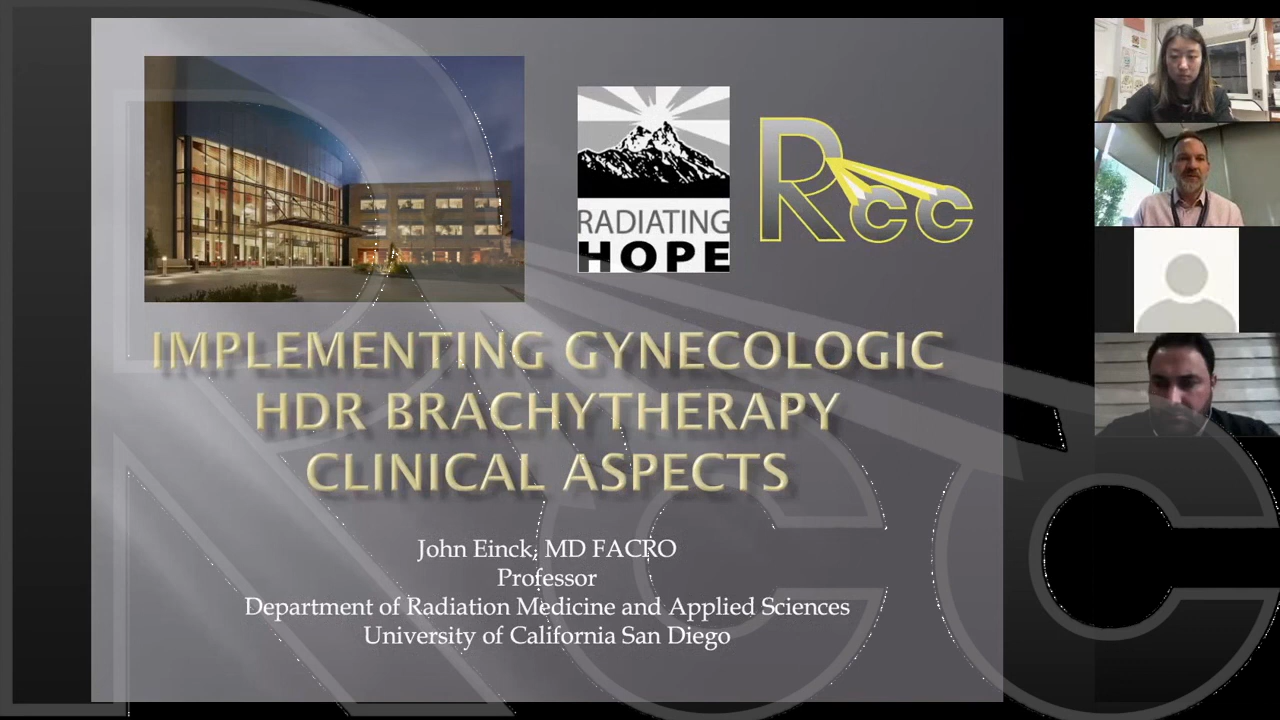 RADIATING
HOPE
Rcc
IMPLEMENTING GYNECOLOGIC
HDR BRACHYTHERAPY
CLINICAL ASPECTS
John Einck, MD FACRO
Professor
Department of Radiation Medicine and Applied Sciences
University of California San Diego